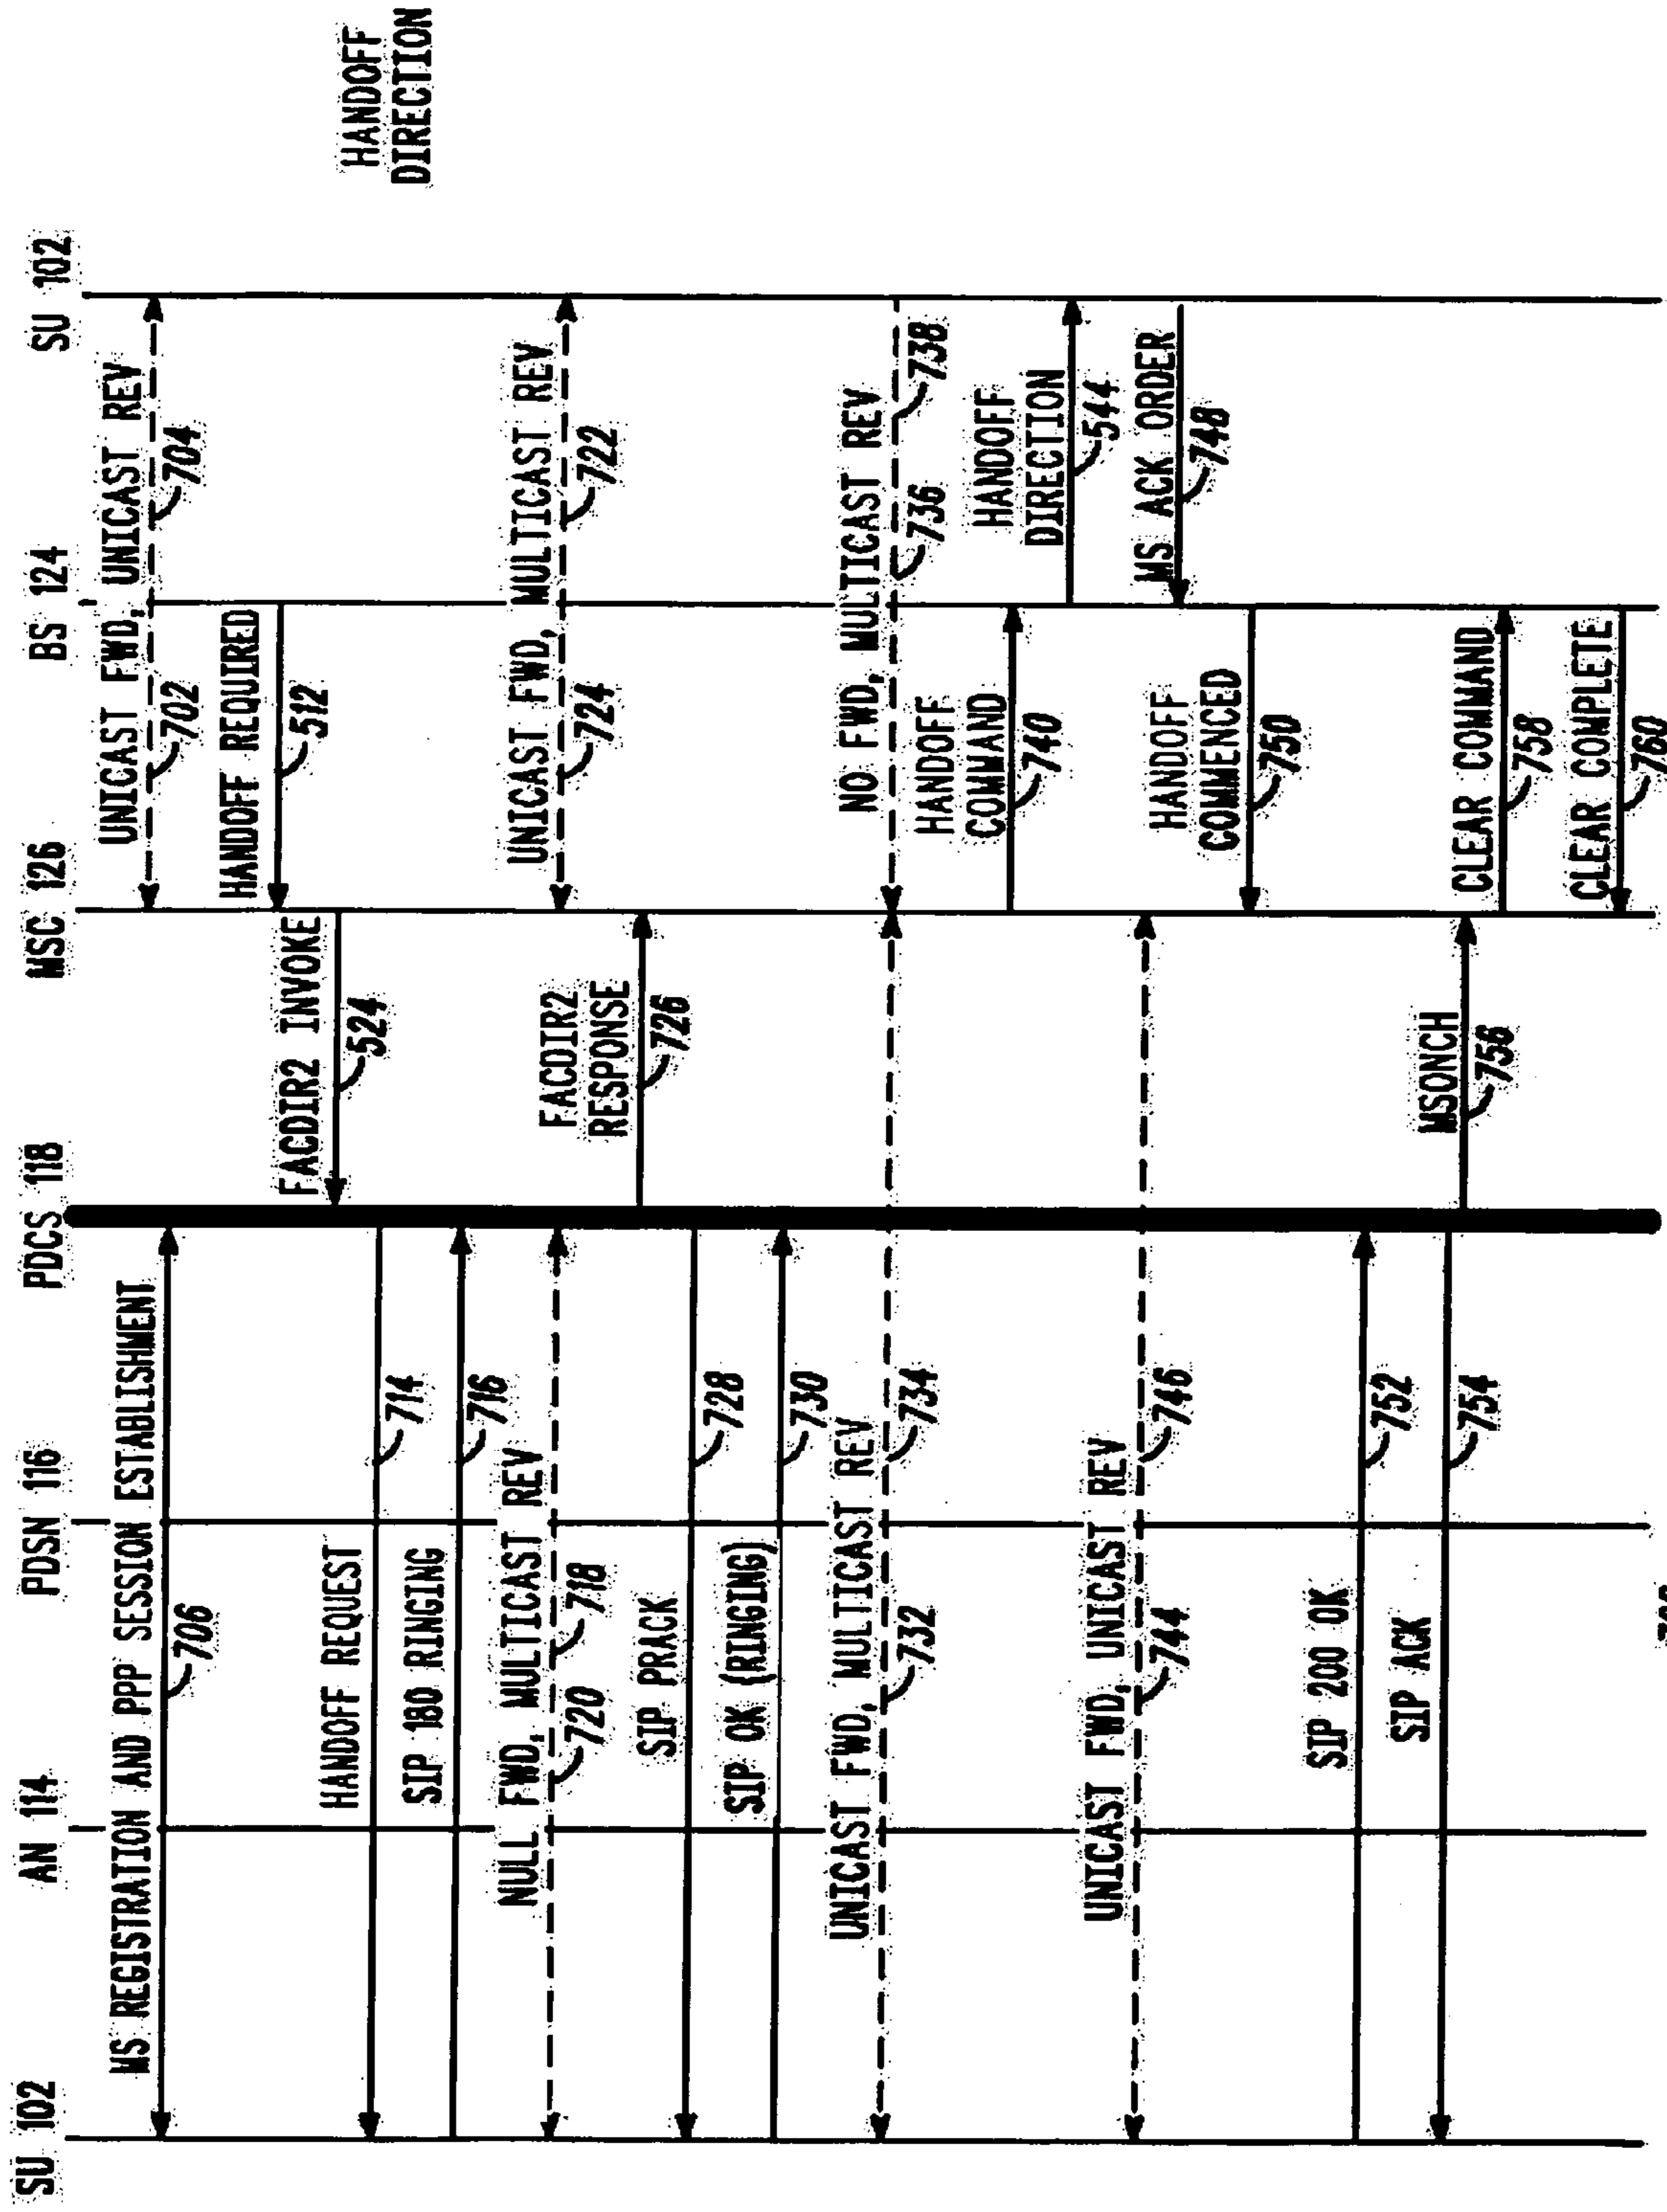 SU 102
AN 114
PDSN 116
PDCS 118
MSC 126
BS 124
SU 102
UNICAST FWD, UNICAST REV
702
704
MS REGISTRATION AND PPP SESSION ESTABLISHMENT
706
HANDOFF REQUIRED
512
FACDIR2 INVOKE
524
HANDOFF
DIRECTION
HANDOFF REQUEST
714
SIP 180 RINGING
716
NULL FWD, MULTICAST REV
720
718
UNICAST FWD, MULTICAST REV
724
722
FACDIR2
RESPONSE
726
SIP PRACK
728
SIP OK (RINGING)
730
UNICAST FWD, MULTICAST REV
732
734
NO FWD, MULTICAST REV
736
738
HANDOFF
COMMAND
740
HANDOFF
DIRECTION
544
UNICAST FWD, UNICAST REV
744
746
MS ACK ORDER
748
HANDOFF
COMMENCED
750
SIP 200 OK
752
SIP ACK
754
MSONCH
756
CLEAR COMMAND
758
CLEAR COMPLETE
760